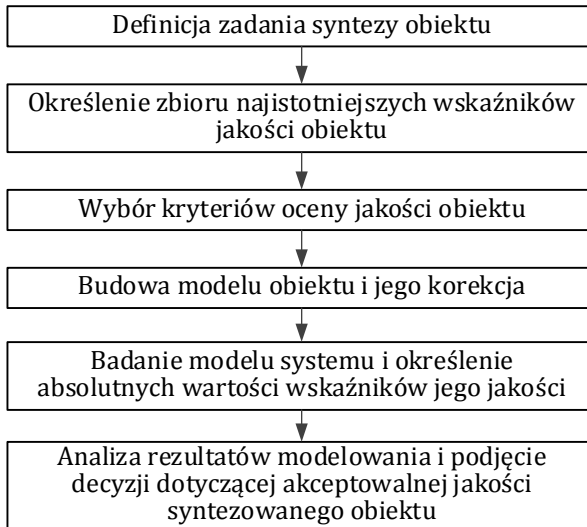 Definicja zadania syntezy obiektu
Określenie zbioru najistotniejszych wskaźników
jakości obiektu
Wybór kryteriów oceny jakości obiektu
Budowa modelu obiektu i jego korekcja
Badanie modelu systemu i określenie
absolutnych wartości wskaźników jego jakości
Analiza rezultatów modelowania i podjęcie
decyzji dotyczącej akceptowalnej jakości
syntezowanego obiektu